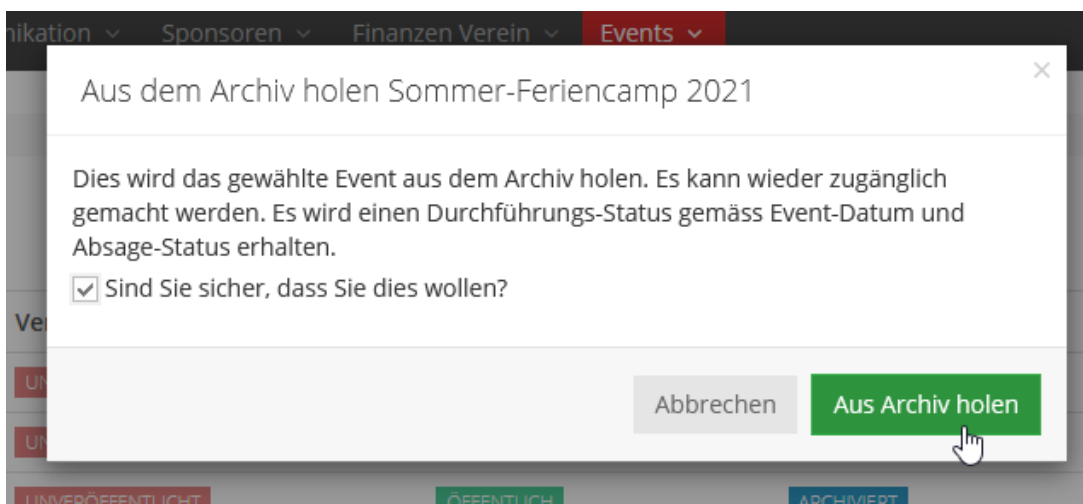 Sponsoren
Finanzen Verein
Events
Aus dem Archiv holen Sommer-Feriencamp 2021
Dies wird das gewählte Event aus dem Archiv holen. Es kann wieder zugänglich
gemacht werden. Es wird einen Durchführungs-Status gemäss Event-Datum und
Absage-Status erhalten.
Sind Sie sicher, dass Sie dies wollen?
Abbrechen
Aus Archiv holen
UNVERÖFFENTLICHT
ÖFFENTLICH
ARCHIVIERT